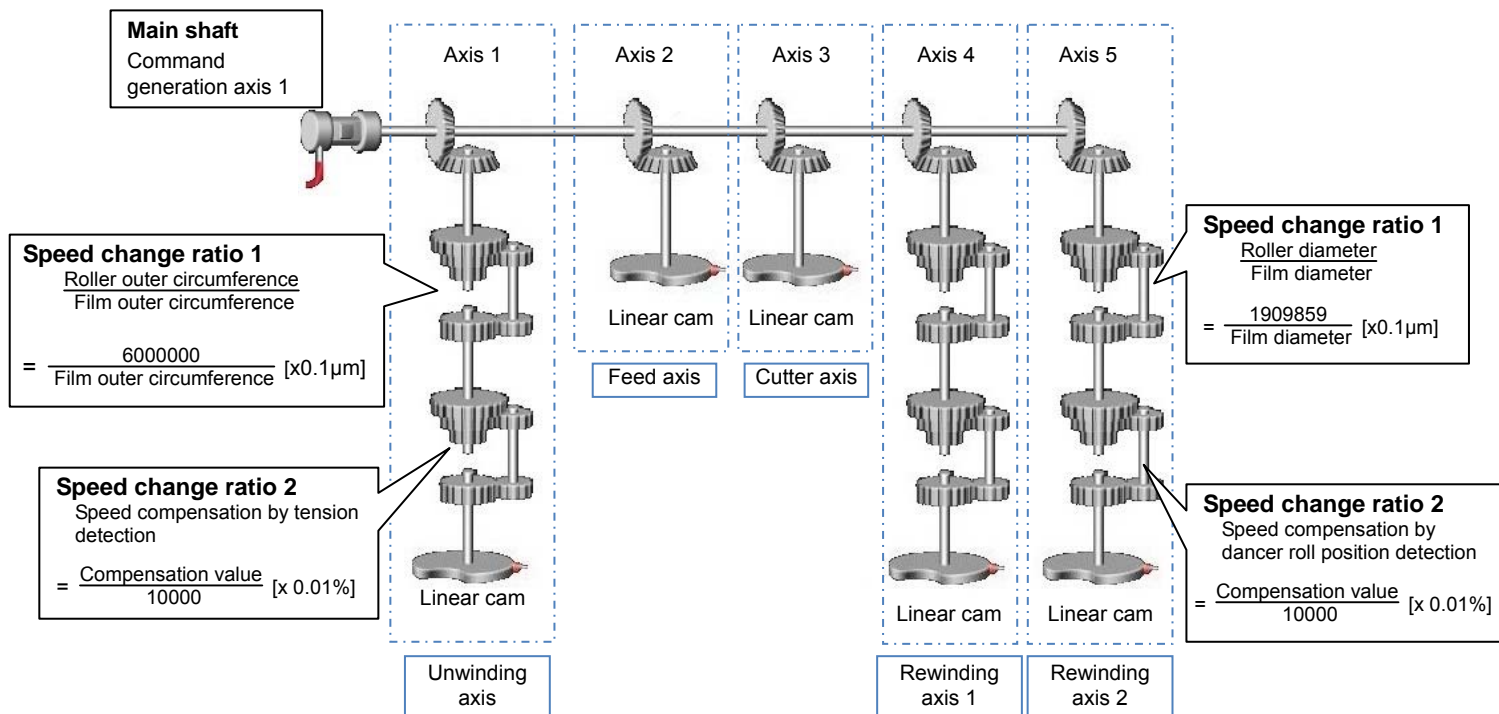 Main shaft
Command
generation axis 1
Axis 1
Axis 2
Axis 3
Axis 4
Axis 5
Speed change ratio 1
Roller outer circumference
Film outer circumference
= 6000000
Film outer circumference [x0.1µm]
Speed change ratio 2
Speed compensation by tension
detection
= Compensation value
10000 [x 0.01%]
Linear cam
Unwinding
axis
Linear cam
Feed axis
Linear cam
Cutter axis
Linear cam
Rewinding
axis 1
Linear cam
Rewinding
axis 2
Speed change ratio 1
Roller diameter
Film diameter
= 1909859
Film diameter [x0.1µm]
Speed change ratio 2
Speed compensation by
dancer roll position detection
= Compensation value
10000 [x 0.01%]